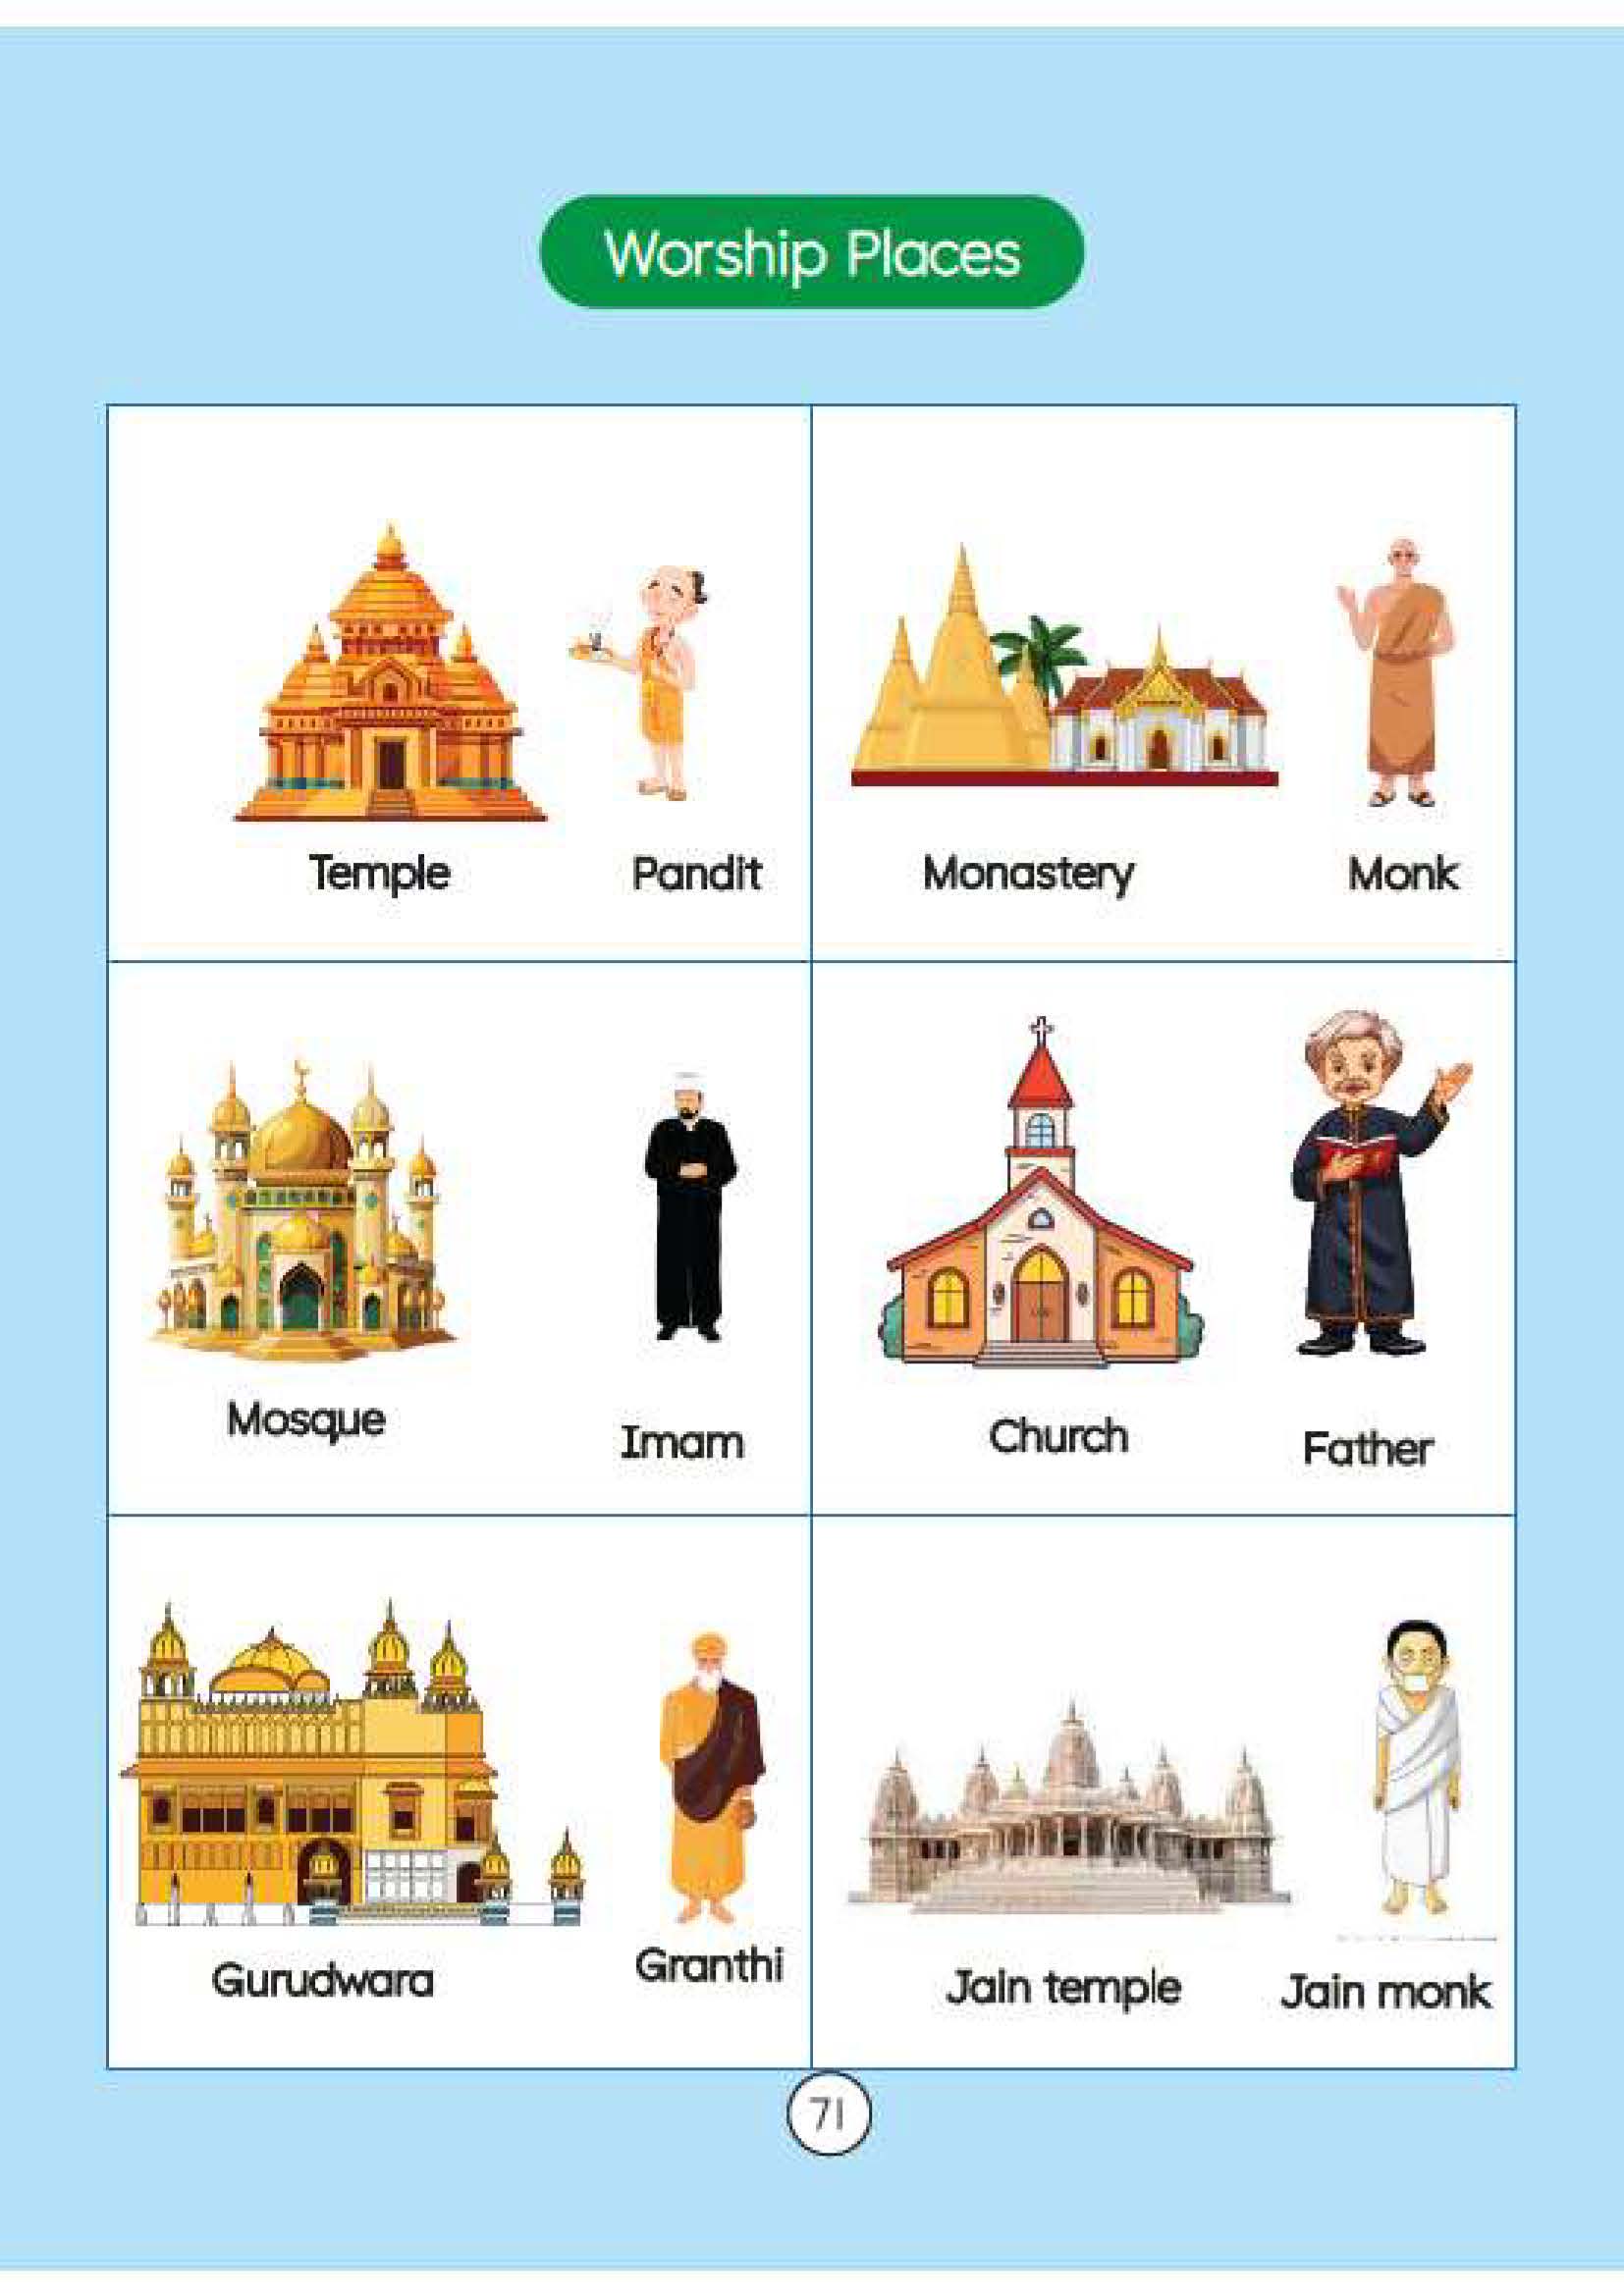 Worship Places
Temple
Pandit
Monastery
Monk
Mosque
Imam
Church
Father
Gurudwara
Granthi
Jain temple
Jain monk
71